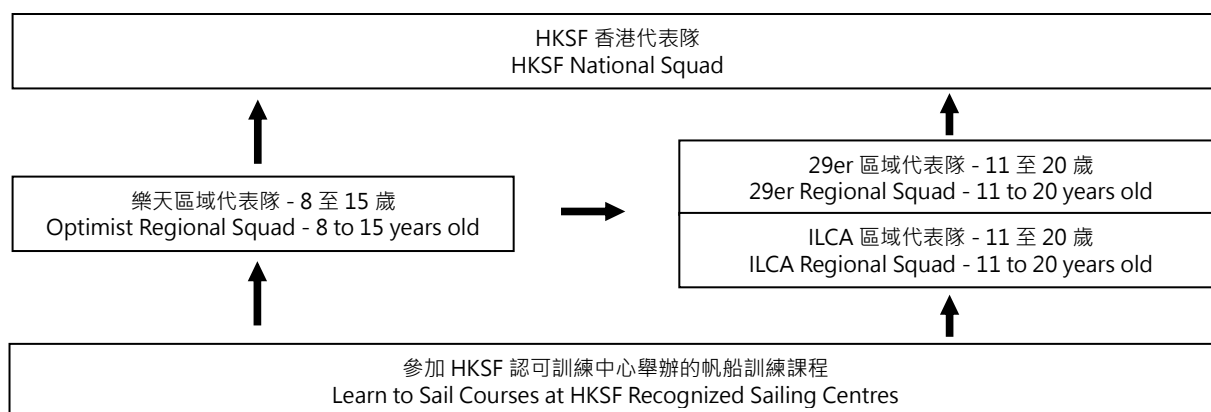 HKSF 香港代表隊
HKSF National Squad
樂天區域代表隊 - 8 至 15 歲
Optimist Regional Squad - 8 to 15 years old
29er 區域代表隊 - 11 至 20 歲
29er Regional Squad - 11 to 20 years old
ILCA 區域代表隊 - 11 至 20 歲
ILCA Regional Squad - 11 to 20 years old
參加 HKSF 認可訓練中心舉辦的帆船訓練課程
Learn to Sail Courses at HKSF Recognized Sailing Centres